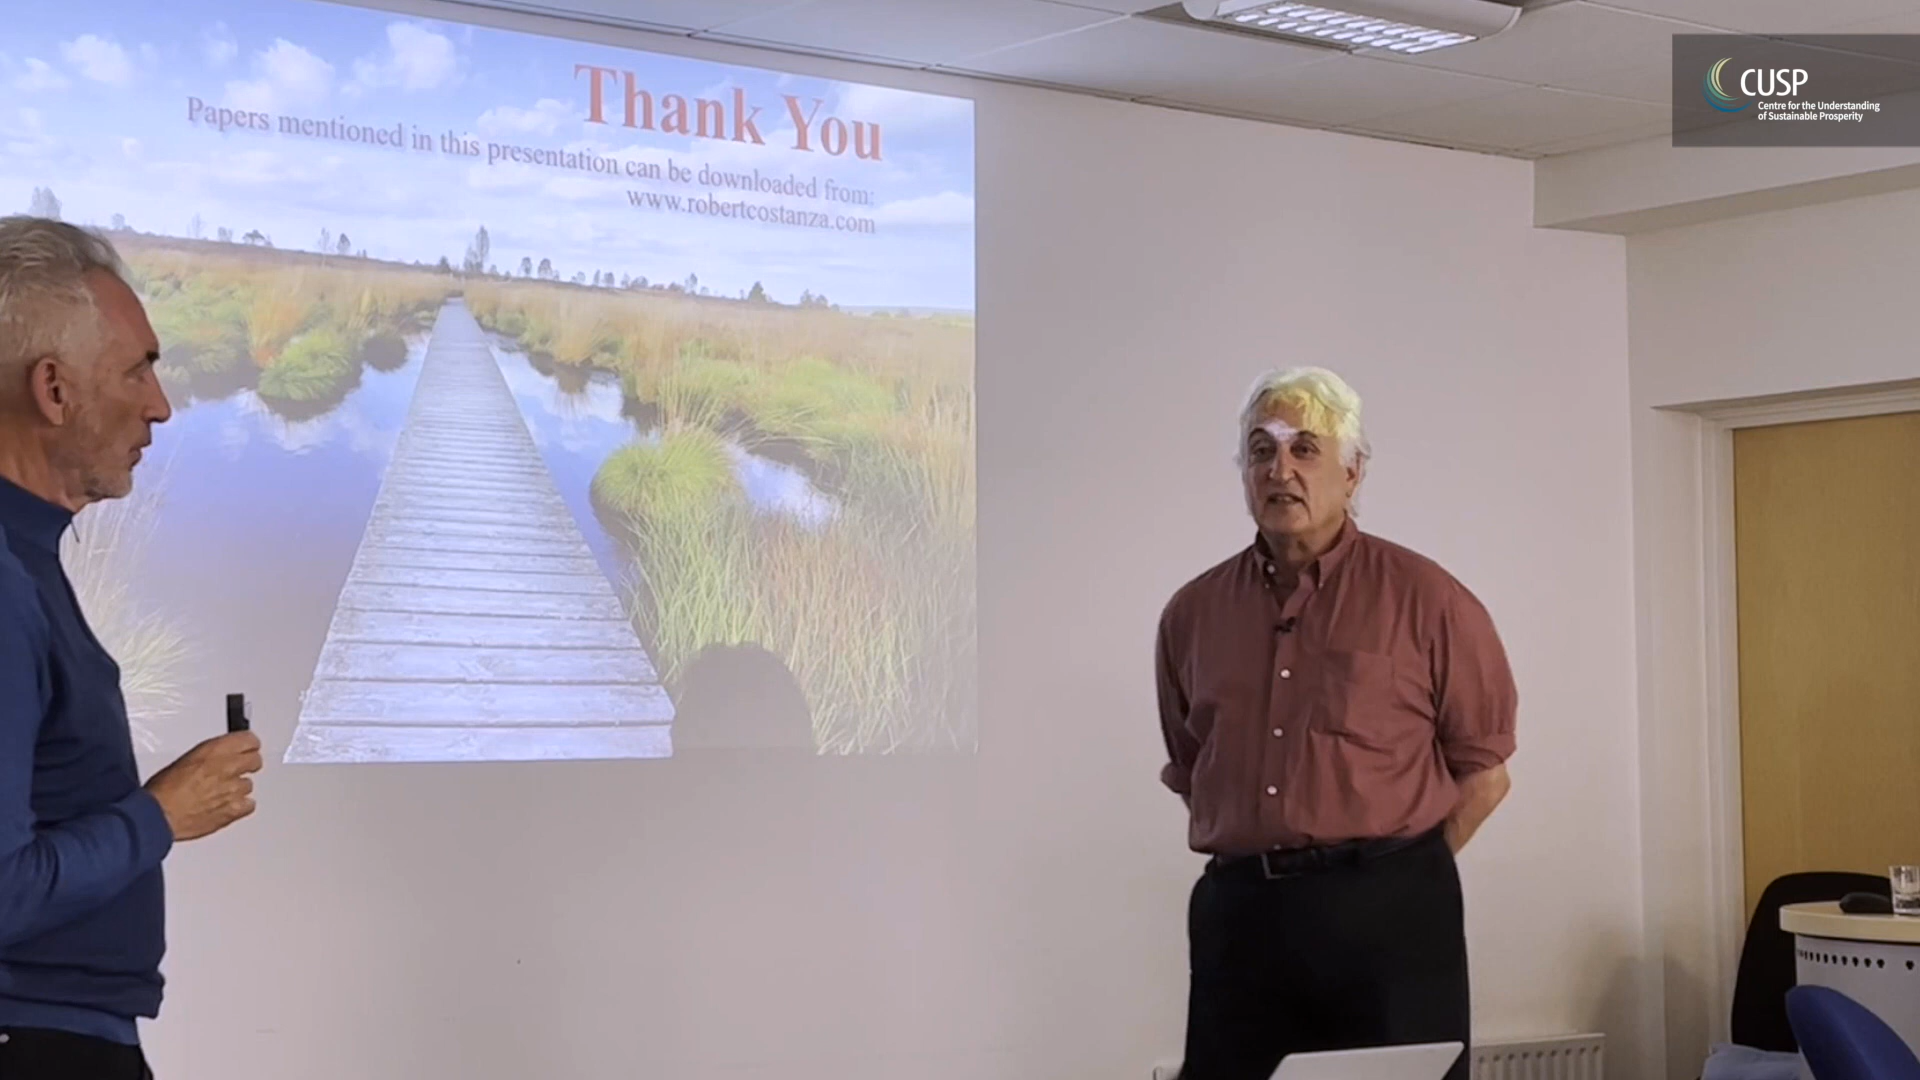 Thank You
Papers mentioned in this presentation can be downloaded from:
www.robertcostanza.com
CUSP
Centre for the Understanding
of Sustainable Prosperity